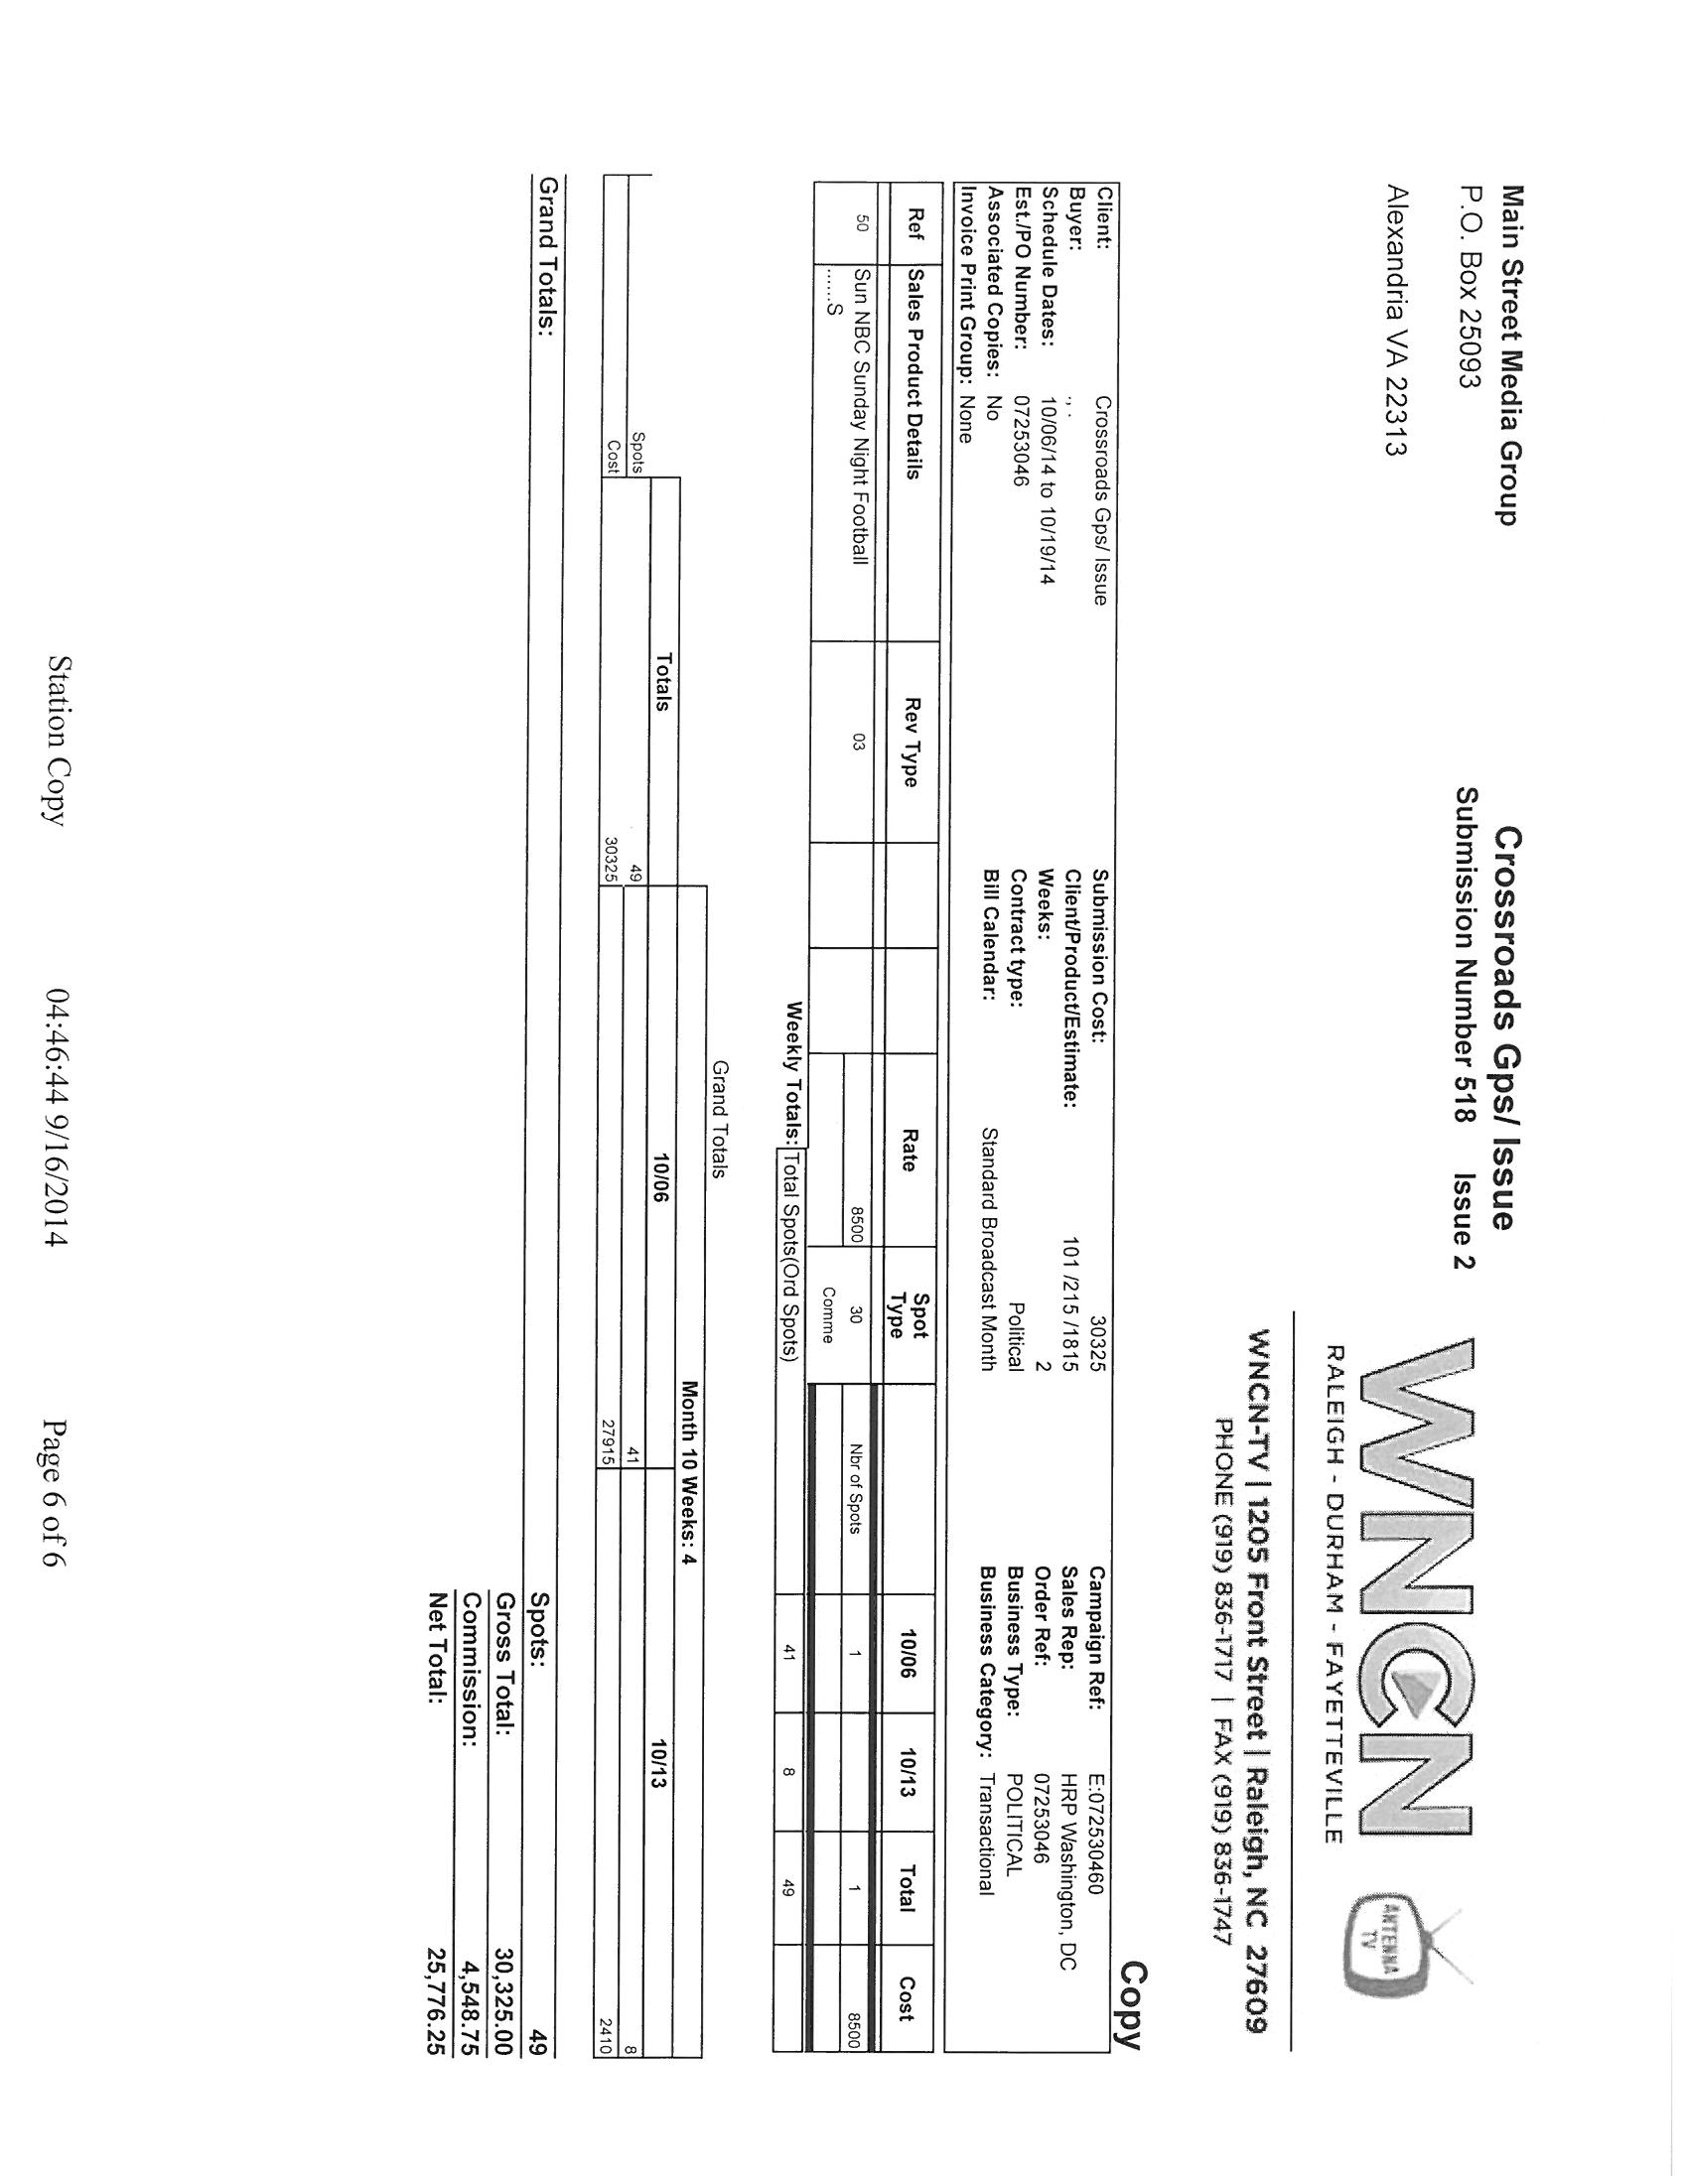 Main Street Media Group
P.O. Box 25093
Alexandria VA 22313
Crossroads Gps/ Issue
Submission Number 518 Issue 2
WNCN
RALEIGH - DURHAM - FAYETTEVILLE
ANTENNA
TV
WNCN-TV | 1205 Front Street | Raleigh, NC 27609
PHONE (919) 836-1717 | FAX (919) 836-1747
Copy
Client: Crossroads Gps/ Issue Submission Cost: 30325 Campaign Ref: E:072530460
Buyer: , . Client/Product/Estimate: 101 /215 /1815 Sales Rep: HRP Washington, DC
Schedule Dates: 10/06/14 to 10/19/14 Weeks: 2 Order Ref: 07253046
Est./PO Number: 07253046 Contract type: Political Business Type: POLITICAL
Associated Copies: No Bill Calendar: Standard Broadcast Month Business Category: Transactional
Invoice Print Group: None
Ref Sales Product Details Rev Type Rate Spot Type 10/06 10/13 Total Cost
50 Sun NBC Sunday Night Football 03 8500 30 Nbr of Spots 1 1 8500
......S Comme
Weekly Totals: Total Spots(Ord Spots) 41 8 49
Grand Totals
Month 10 Weeks: 4
Totals 10/06 10/13
Spots 49 41 8
Cost 30325 27915 2410
Grand Totals: Spots: 49
Gross Total: 30,325.00
Commission: 4,548.75
Net Total: 25,776.25
Station Copy 04:46:44 9/16/2014 Page 6 of 6